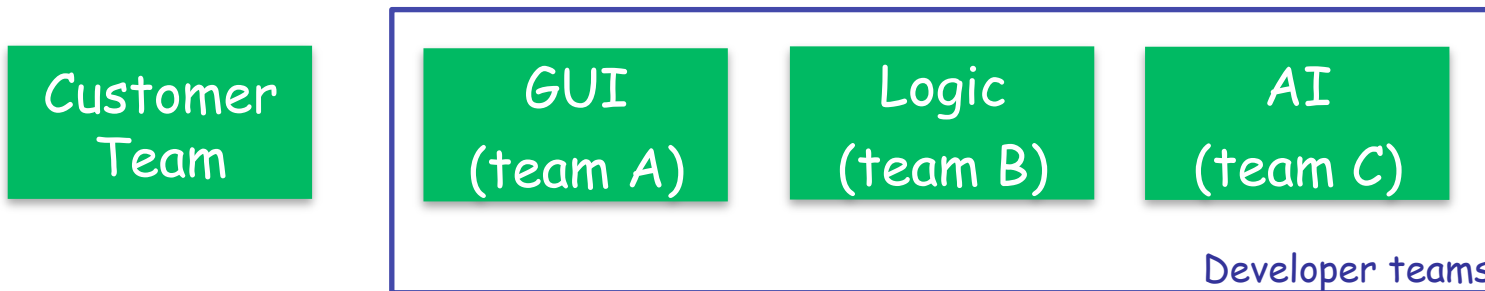 Customer
Team
GUI
(team A)
Logic
(team B)
AI
(team C)
Developer teams